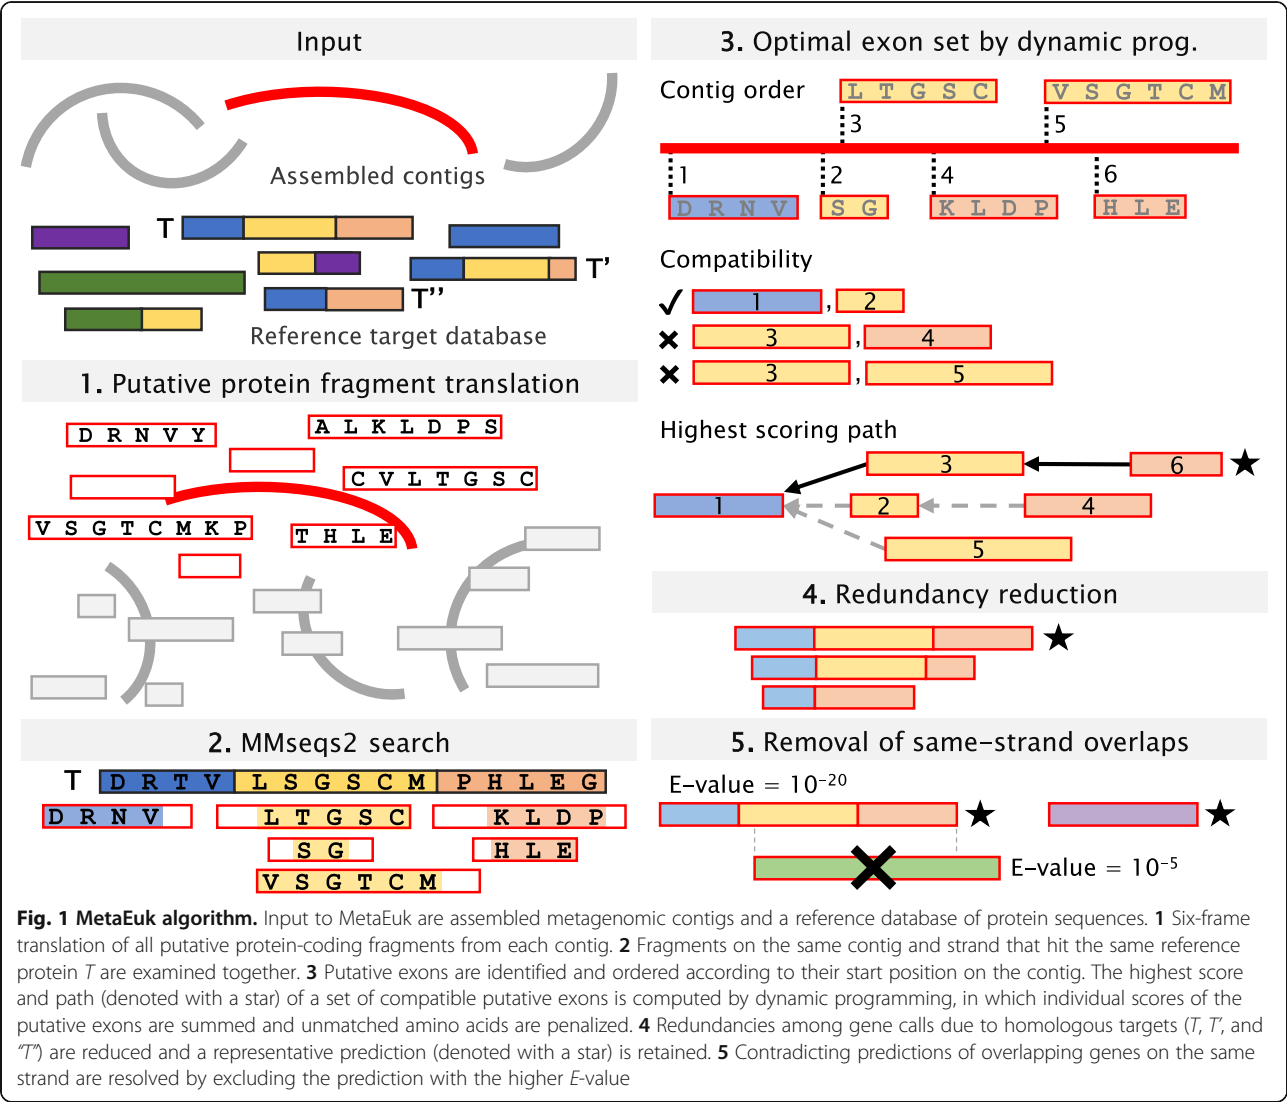 Input
Assembled contigs
T
T’
T’’
Reference target database
1. Putative protein fragment translation
D R N V Y
A L K L D P S
C V L T G S C
V S G T C M K P
T H L E
2. MMseqs2 search
T D R T V L S G S C M P H L E G
D R N V L T G S C K L D P
S G H L E
V S G T C M
3. Optimal exon set by dynamic prog.
Contig order L T G S C V S G T C M
3 5
1 2 4 6
D R N V S G K L D P H L E
Compatibility
✓ 1 , 2
✖ 3 , 4
✖ 3 , 5
Highest scoring path
3 6 ★
1 2 4
5
4. Redundancy reduction
★
5. Removal of same-strand overlaps
E-value = 10⁻²⁰
★ ★
E-value = 10⁻⁵
Fig. 1 MetaEuk algorithm. Input to MetaEuk are assembled metagenomic contigs and a reference database of protein sequences. 1 Six-frame
translation of all putative protein-coding fragments from each contig. 2 Fragments on the same contig and strand that hit the same reference
protein T are examined together. 3 Putative exons are identified and ordered according to their start position on the contig. The highest score
and path (denoted with a star) of a set of compatible putative exons is computed by dynamic programming, in which individual scores of the
putative exons are summed and unmatched amino acids are penalized. 4 Redundancies among gene calls due to homologous targets (T, T’, and
“T”) are reduced and a representative prediction (denoted with a star) is retained. 5 Contradicting predictions of overlapping genes on the same
strand are resolved by excluding the prediction with the higher E-value